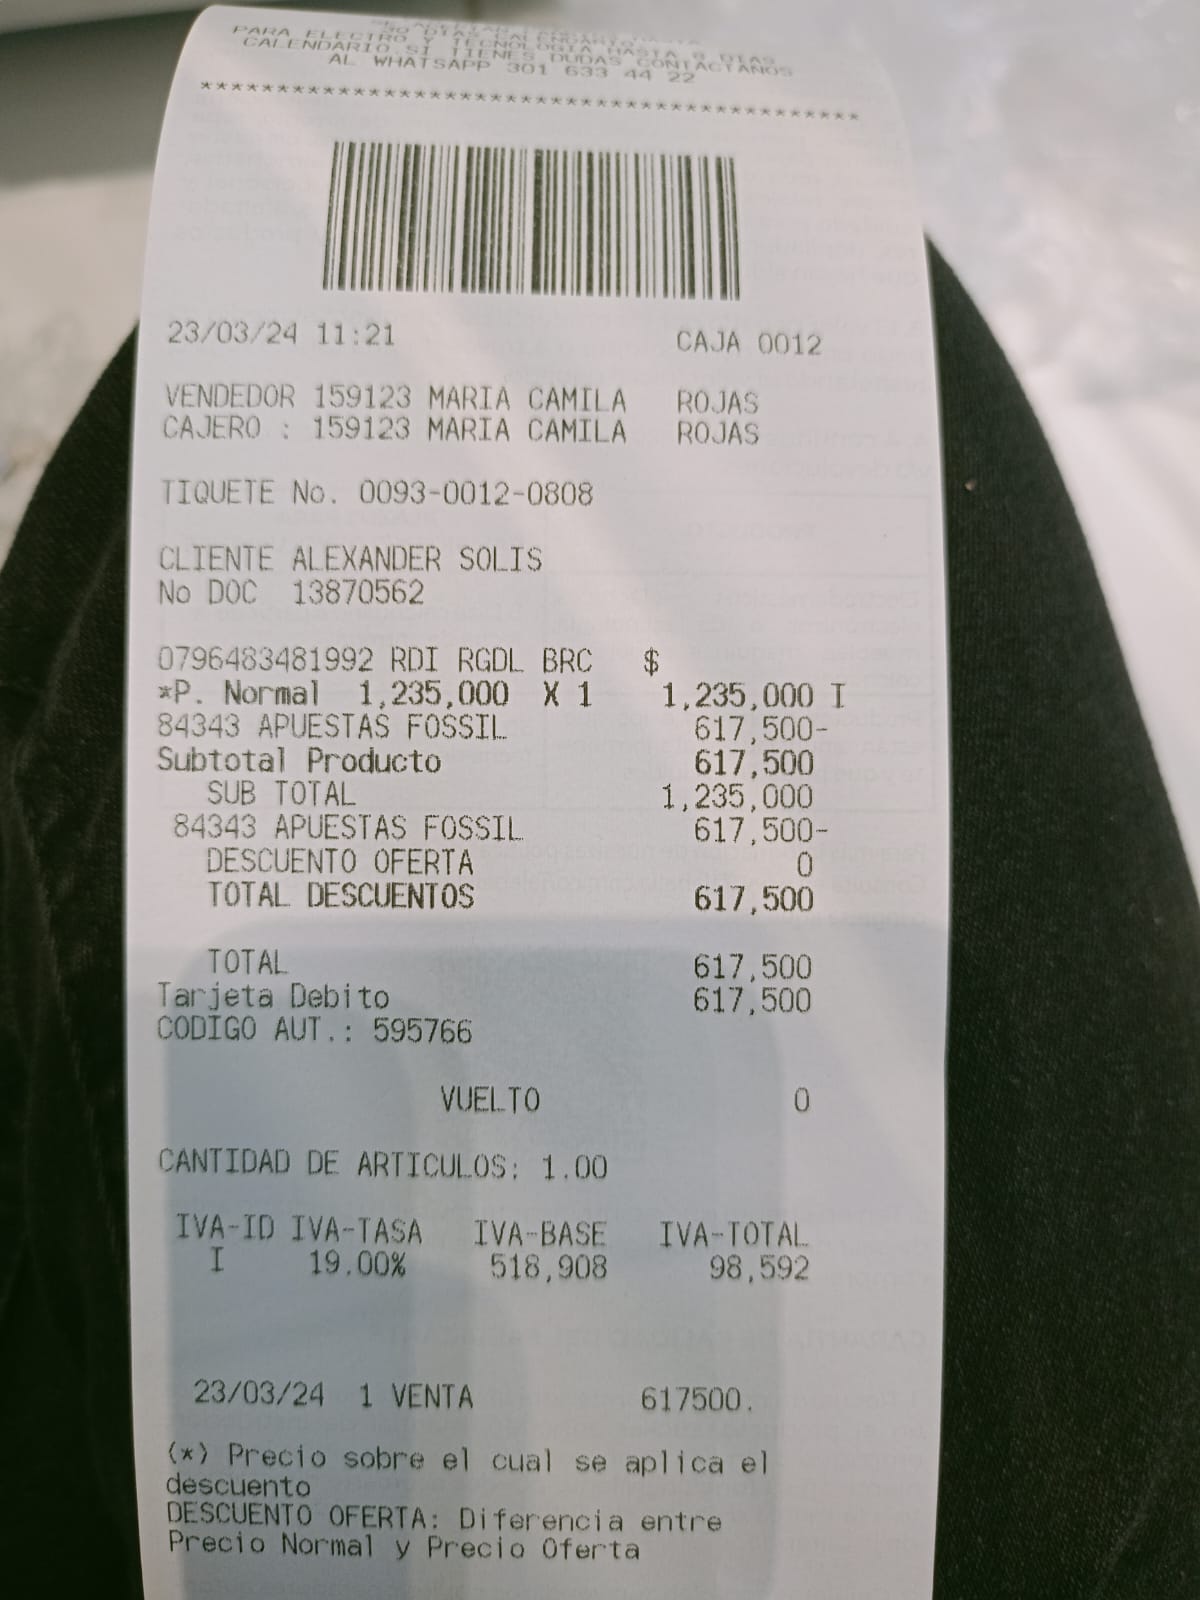 30 DIAS CALENDARIO.
PARA ELECTRO Y TECNOLOGIA HASTA 8 DIAS
CALENDARIO.SI TIENES DUDAS CONTACTANOS
AL WHATSAPP 301 633 44 22
*******************************************
23/03/24 11:21 CAJA 0012
VENDEDOR 159123 MARIA CAMILA ROJAS
CAJERO : 159123 MARIA CAMILA ROJAS
TIQUETE No. 0093-0012-0808
CLIENTE ALEXANDER SOLIS
No DOC 13870562
0796483481992 RDI RGDL BRC $
*P. Normal 1,235,000 X 1 1,235,000 I
84343 APUESTAS FOSSIL 617,500-
Subtotal Producto 617,500
SUB TOTAL 1,235,000
84343 APUESTAS FOSSIL 617,500-
DESCUENTO OFERTA 0
TOTAL DESCUENTOS 617,500
TOTAL 617,500
Tarjeta Debito 617,500
CODIGO AUT.: 595766
VUELTO 0
CANTIDAD DE ARTICULOS: 1.00
IVA-ID IVA-TASA IVA-BASE IVA-TOTAL
I 19.00% 518,908 98,592
23/03/24 1 VENTA 617500.
(*) Precio sobre el cual se aplica el
descuento
DESCUENTO OFERTA: Diferencia entre
Precio Normal y Precio Oferta